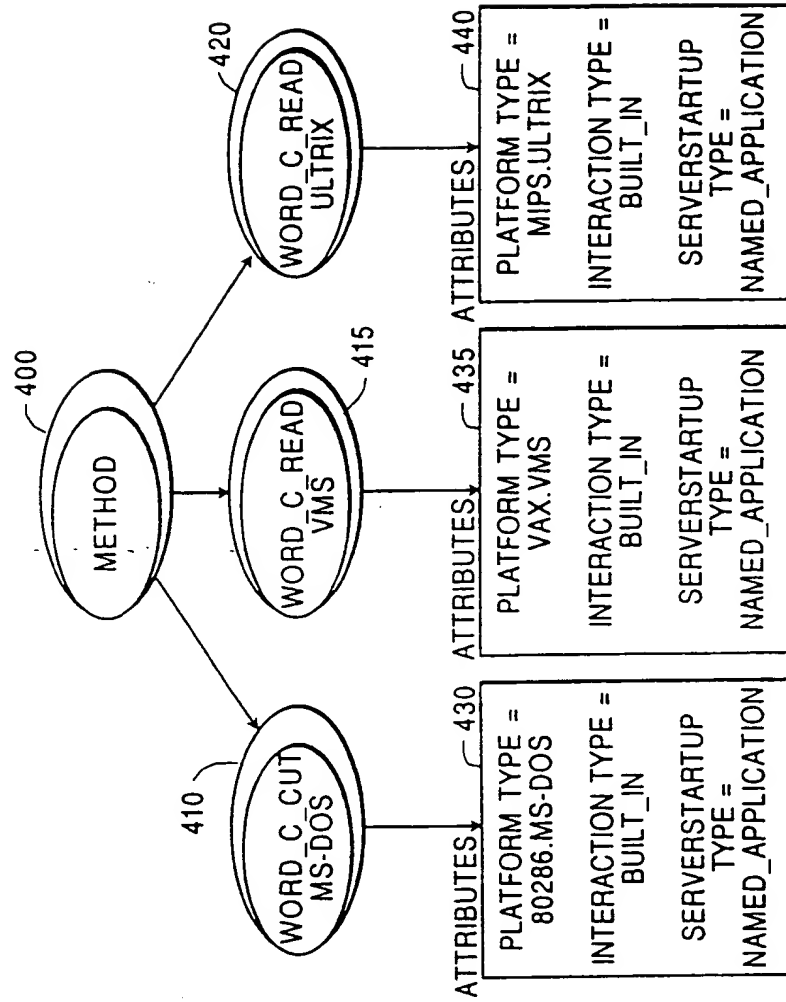 400
METHOD
410
WORD_C_CUT
MS-DOS
WORD_C_READ
VMS
415
420
WORD_C_READ
ULTRIX
ATTRIBUTES
430
PLATFORM TYPE =
80286.MS-DOS
INTERACTION TYPE =
BUILT_IN
SERVERSTARTUP
TYPE =
NAMED_APPLICATION
ATTRIBUTES
435
PLATFORM TYPE =
VAX.VMS
INTERACTION TYPE =
BUILT_IN
SERVERSTARTUP
TYPE =
NAMED_APPLICATION
ATTRIBUTES
440
PLATFORM TYPE =
MIPS.ULTRIX
INTERACTION TYPE =
BUILT_IN
SERVERSTARTUP
TYPE =
NAMED_APPLICATION